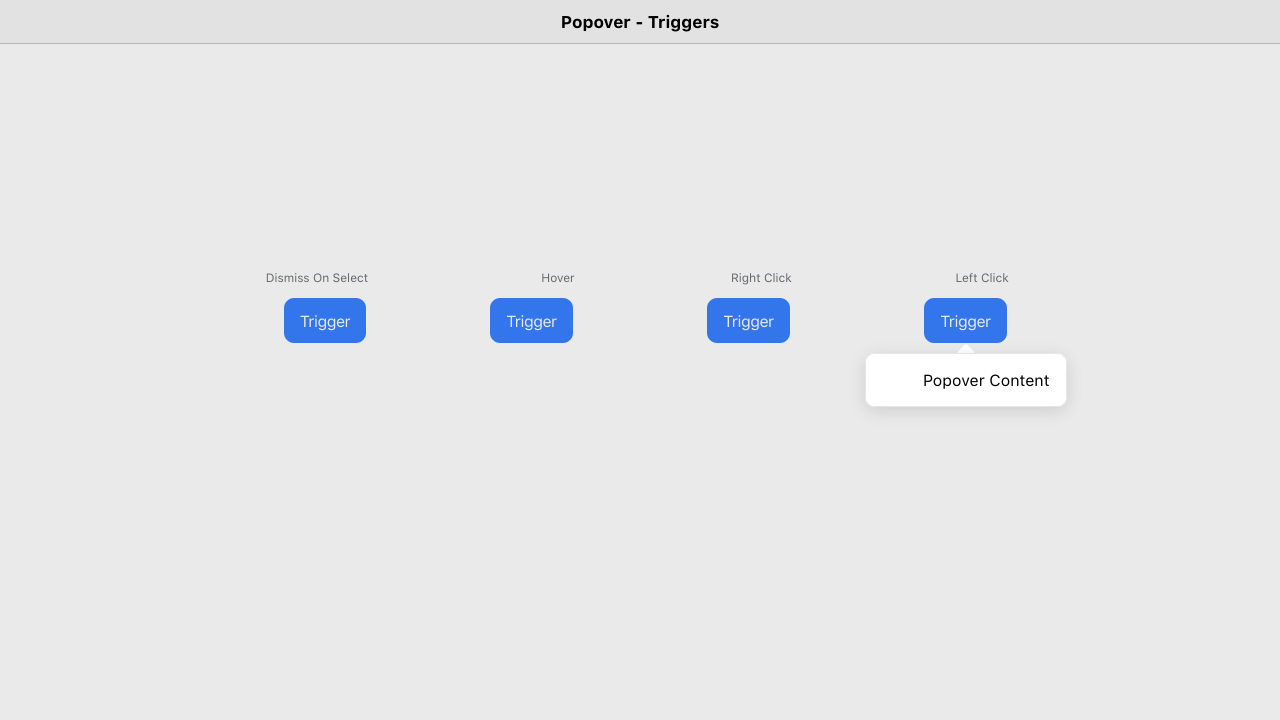 Popover - Triggers
Dismiss On Select
Hover
Right Click
Left Click
Trigger
Trigger
Trigger
Trigger
Popover Content